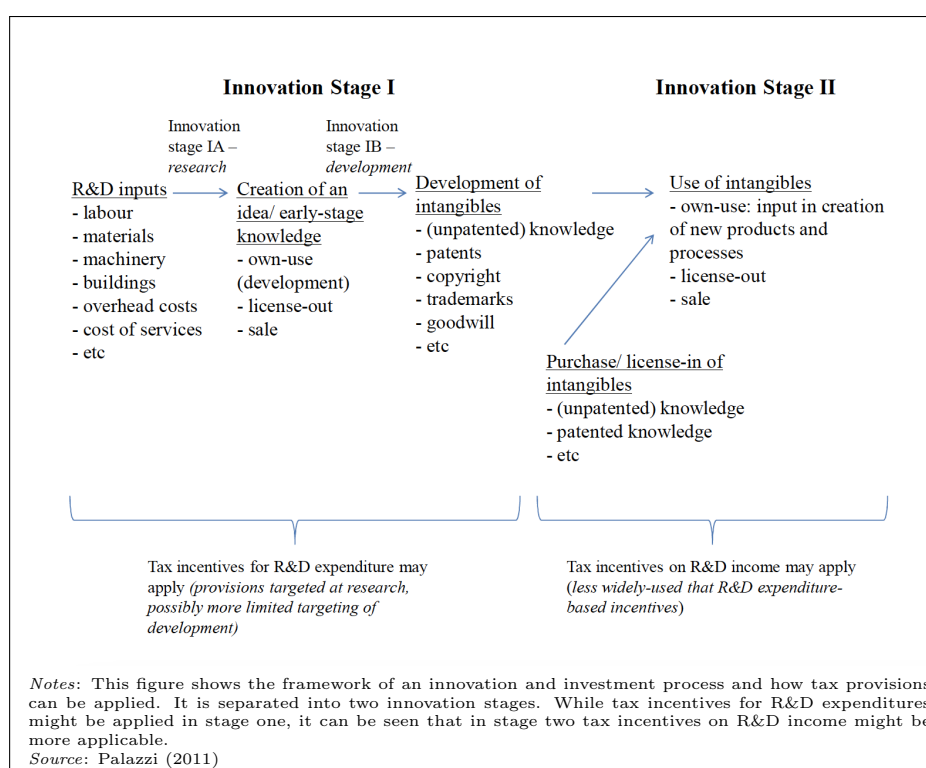 Innovation Stage I
Innovation Stage II
Innovation
stage IA –
research
Innovation
stage IB –
development
R&D inputs
- labour
- materials
- machinery
- buildings
- overhead costs
- cost of services
- etc
Creation of an
idea/ early-stage
knowledge
- own-use
(development)
- license-out
- sale
Development of
intangibles
- (unpatented) knowledge
- patents
- copyright
- trademarks
- goodwill
- etc
Use of intangibles
- own-use: input in creation
of new products and
processes
- license-out
- sale
Purchase/ license-in of
intangibles
- (unpatented) knowledge
- patented knowledge
- etc
Tax incentives for R&D expenditure may
apply (provisions targeted at research,
possibly more limited targeting of
development)
Tax incentives on R&D income may apply
(less widely-used that R&D expenditure-
based incentives)
Notes: This figure shows the framework of an innovation and investment process and how tax provisions
can be applied. It is separated into two innovation stages. While tax incentives for R&D expenditures
might be applied in stage one, it can be seen that in stage two tax incentives on R&D income might be
more applicable.
Source: Palazzi (2011)